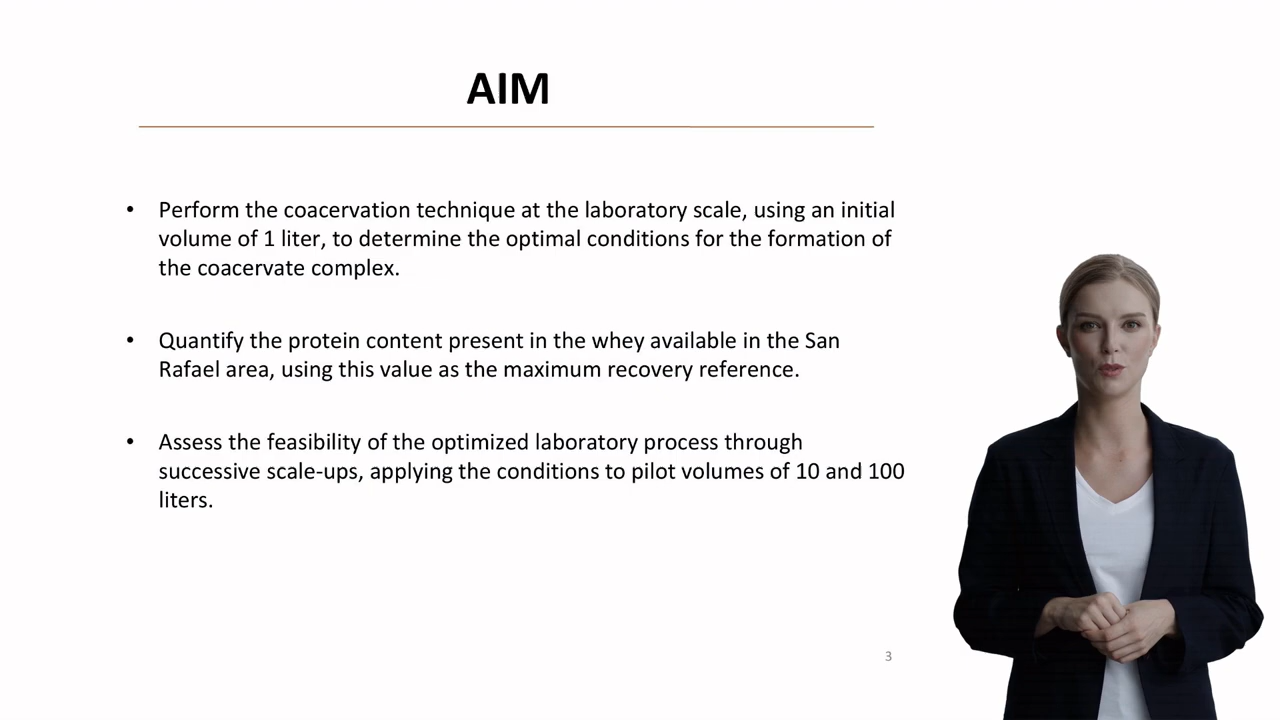 AIM
• Perform the coacervation technique at the laboratory scale, using an initial
volume of 1 liter, to determine the optimal conditions for the formation of
the coacervate complex.
• Quantify the protein content present in the whey available in the San
Rafael area, using this value as the maximum recovery reference.
• Assess the feasibility of the optimized laboratory process through
successive scale-ups, applying the conditions to pilot volumes of 10 and 100
liters.
3